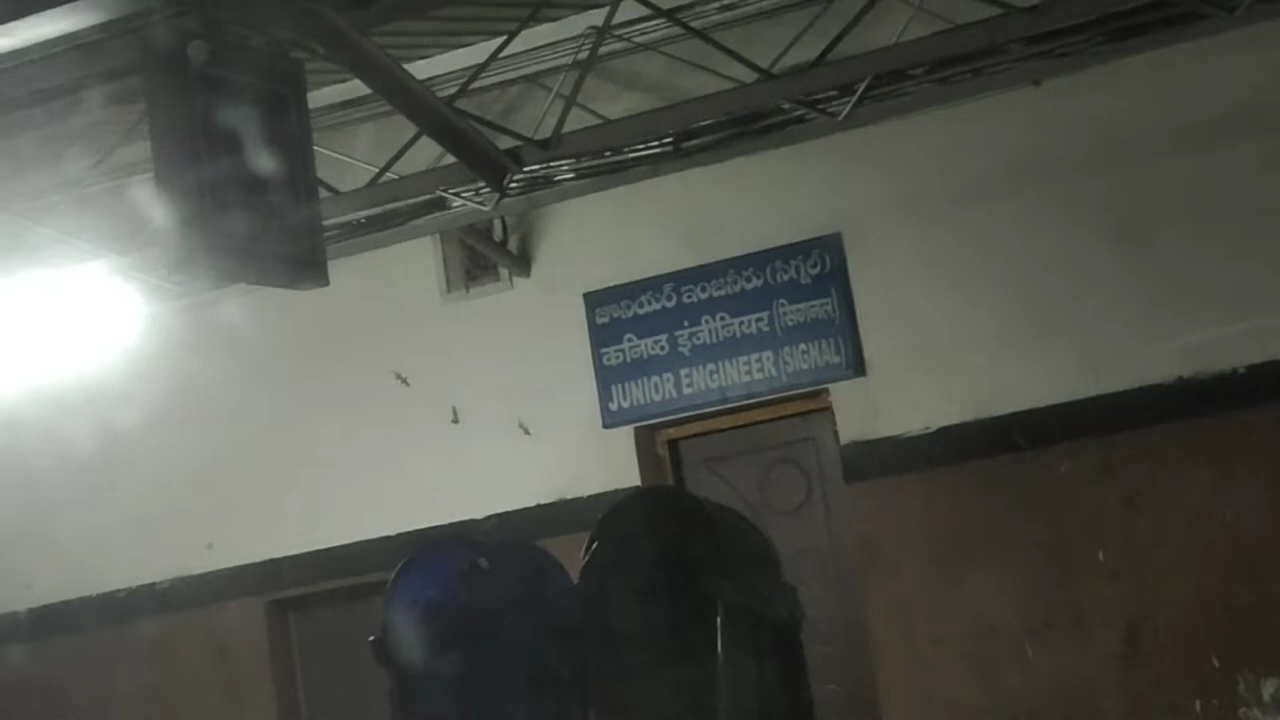 జూనియర్ ఇంజనీరు (సిగ్నల్)
कनिष्ठ इंजीनियर (सिगनल)
JUNIOR ENGINEER (SIGNAL)